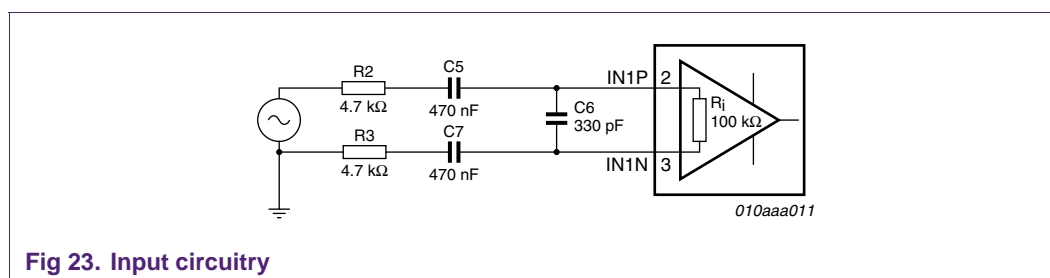 R2
4.7 kΩ
C5
470 nF
R3
4.7 kΩ
C7
470 nF
C6
330 pF
IN1P
2
IN1N
3
Ri
100 kΩ
010aaa011
Fig 23. Input circuitry